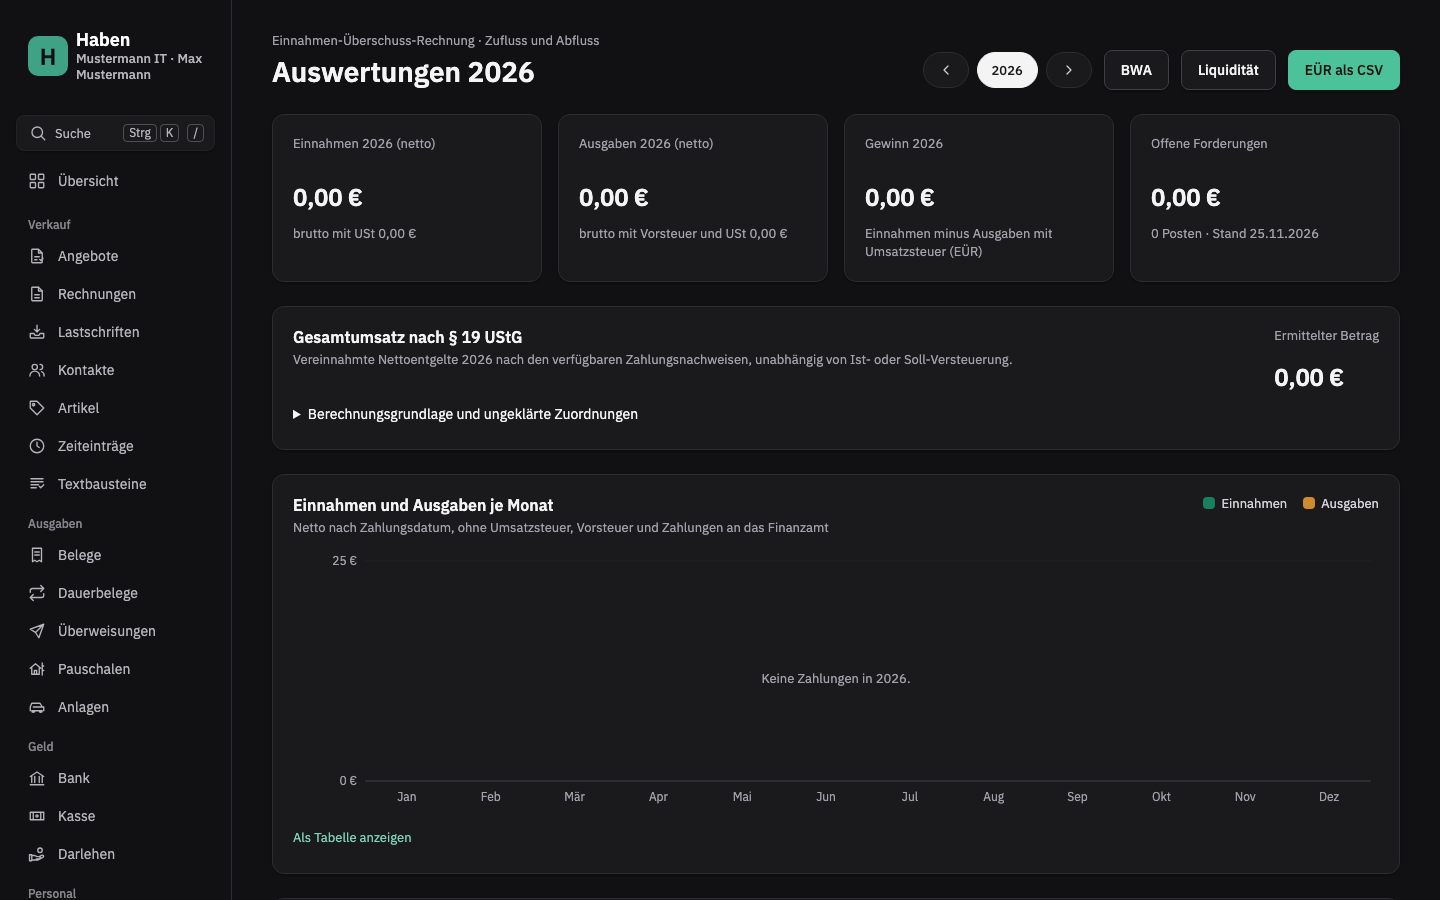 H
Haben
Mustermann IT · Max
Mustermann
Suche
Strg K /
Übersicht
Verkauf
Angebote
Rechnungen
Lastschriften
Kontakte
Artikel
Zeiteinträge
Textbausteine
Ausgaben
Belege
Dauerbelege
Überweisungen
Pauschalen
Anlagen
Geld
Bank
Kasse
Darlehen
Personal
Einnahmen-Überschuss-Rechnung · Zufluss und Abfluss
Auswertungen 2026
2026
BWA
Liquidität
EÜR als CSV
Einnahmen 2026 (netto)
0,00 €
brutto mit USt 0,00 €
Ausgaben 2026 (netto)
0,00 €
brutto mit Vorsteuer und USt 0,00 €
Gewinn 2026
0,00 €
Einnahmen minus Ausgaben mit
Umsatzsteuer (EÜR)
Offene Forderungen
0,00 €
0 Posten · Stand 25.11.2026
Gesamtumsatz nach § 19 UStG
Vereinnahmte Nettoentgelte 2026 nach den verfügbaren Zahlungsnachweisen, unabhängig von Ist- oder Soll-Versteuerung.
Ermittelter Betrag
0,00 €
Berechnungsgrundlage und ungeklärte Zuordnungen
Einnahmen und Ausgaben je Monat
Netto nach Zahlungsdatum, ohne Umsatzsteuer, Vorsteuer und Zahlungen an das Finanzamt
Einnahmen
Ausgaben
25 €
Keine Zahlungen in 2026.
0 €
Jan Feb Mär Apr Mai Jun Jul Aug Sep Okt Nov Dez
Als Tabelle anzeigen